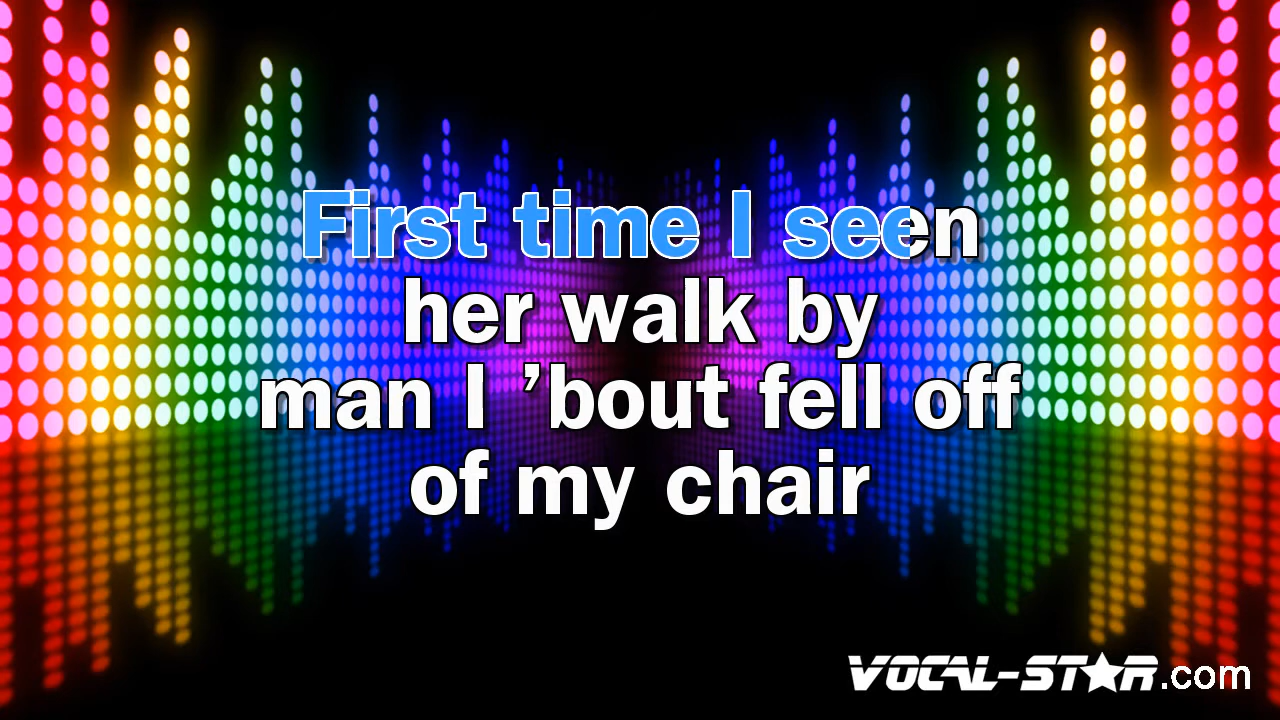 First time I seen
her walk by
man I ’bout fell off
of my chair
VOCAL-STAR.com